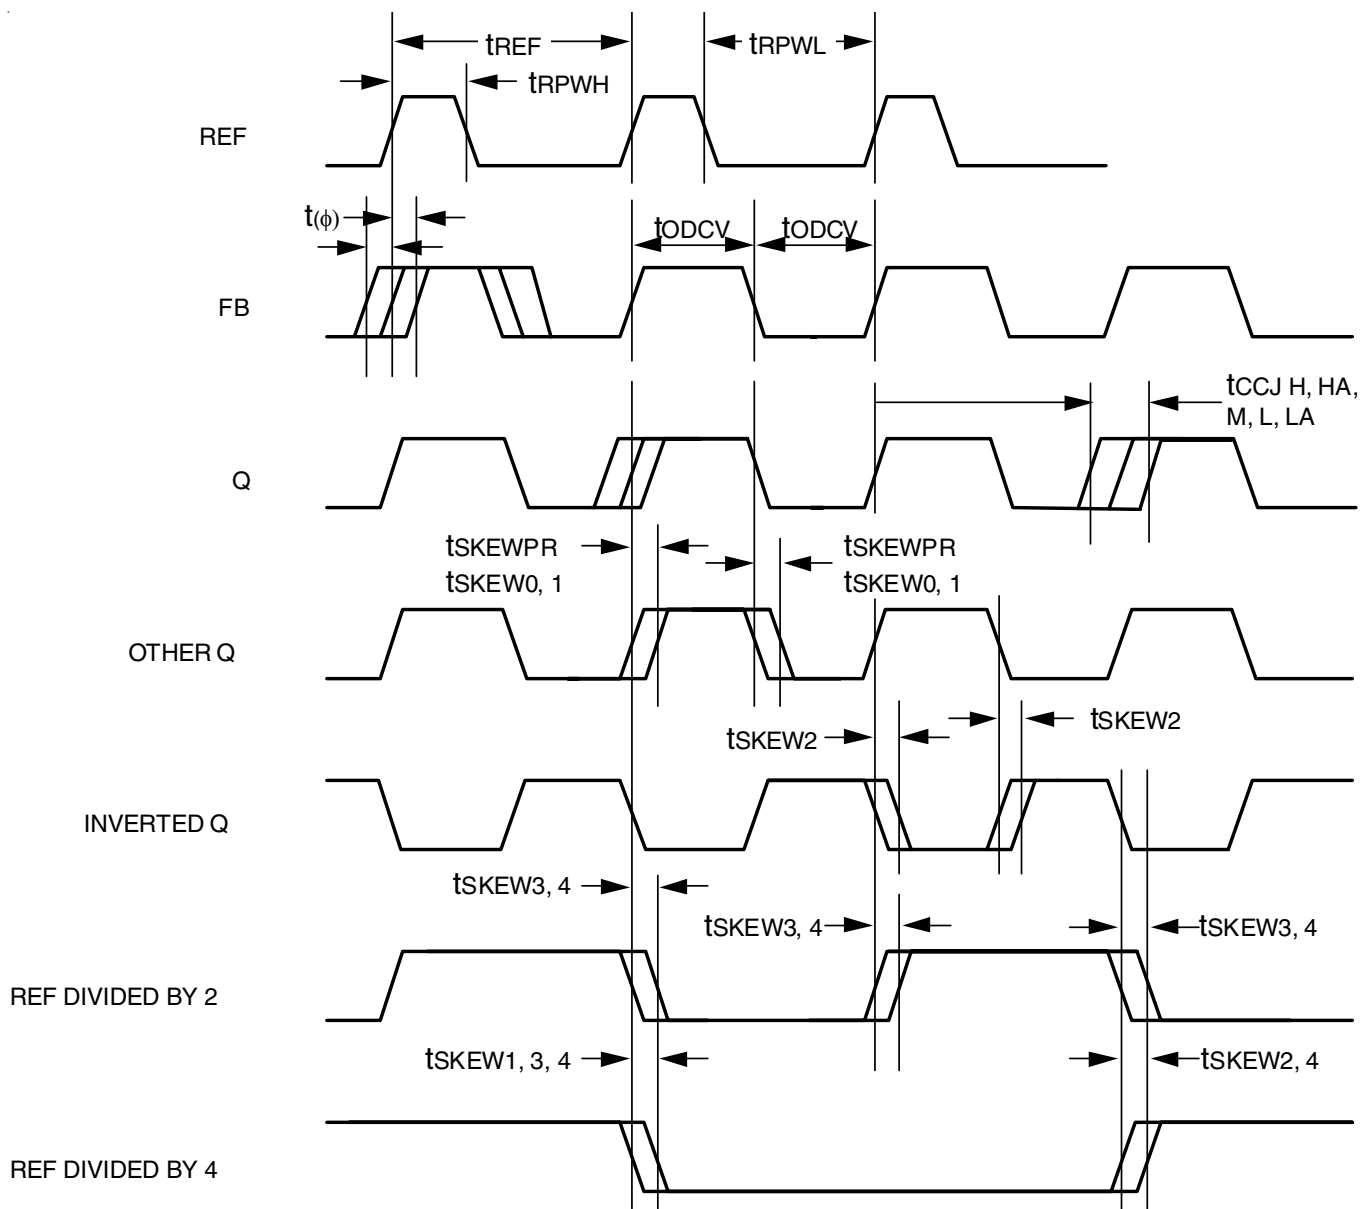 tREF
tRPWL
tRPWH
REF
t(ϕ)
tODCV
tODCV
FB
tCCJ H, HA,
M, L, LA
Q
tSKEWPR
tSKEW0, 1
tSKEWPR
tSKEW0, 1
OTHER Q
tSKEW2
tSKEW2
INVERTED Q
tSKEW3, 4
tSKEW3, 4
tSKEW3, 4
REF DIVIDED BY 2
tSKEW1, 3, 4
tSKEW2, 4
REF DIVIDED BY 4